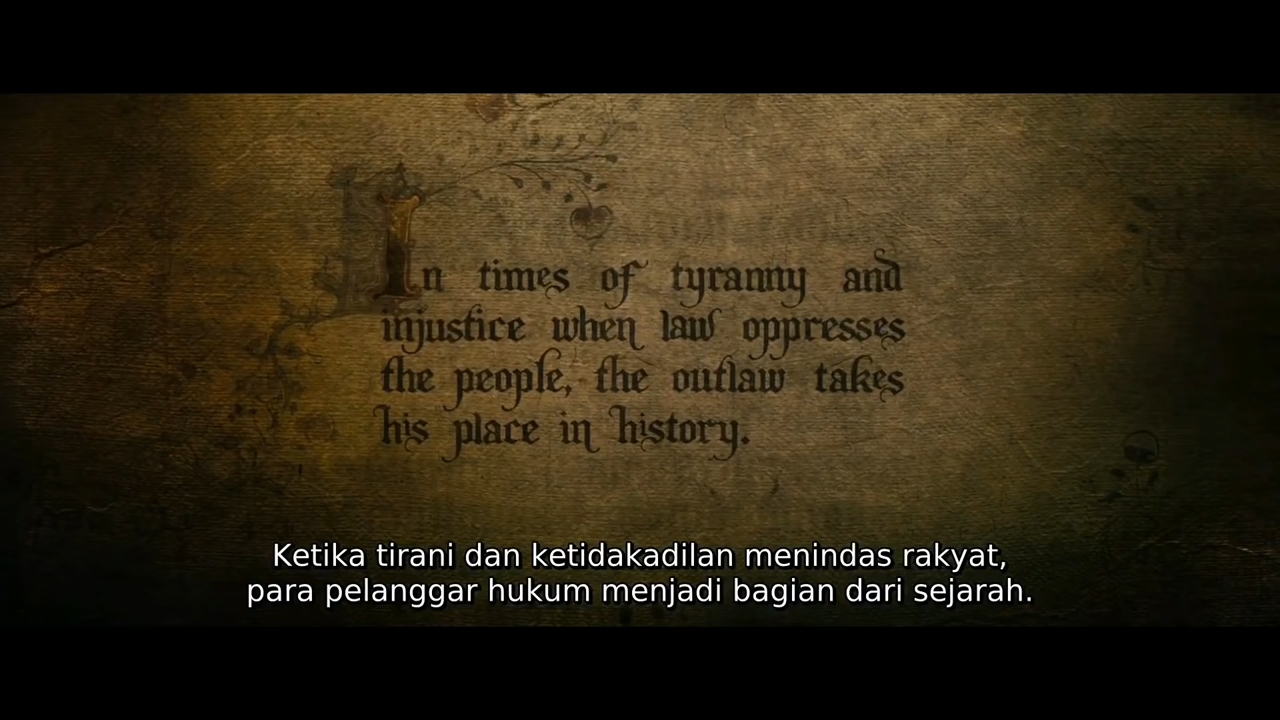 In times of tyranny and
injustice when law oppresses
the people, the outlaw takes
his place in history.
Ketika tirani dan ketidakadilan menindas rakyat,
para pelanggar hukum menjadi bagian dari sejarah.